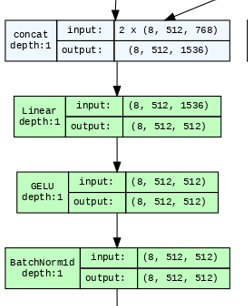 concat
depth:1
input: 2 x (8, 512, 768)
output: (8, 512, 1536)
Linear
depth:1
input: (8, 512, 1536)
output: (8, 512, 512)
GELU
depth:1
input: (8, 512, 512)
output: (8, 512, 512)
BatchNorm1d
depth:1
input: (8, 512, 512)
output: (8, 512, 512)